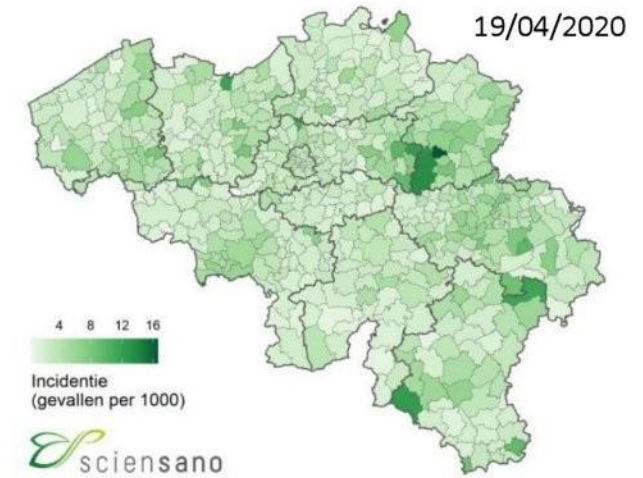 19/04/2020
4 8 12 16
Incidentie
(gevallen per 1000)
sciensano